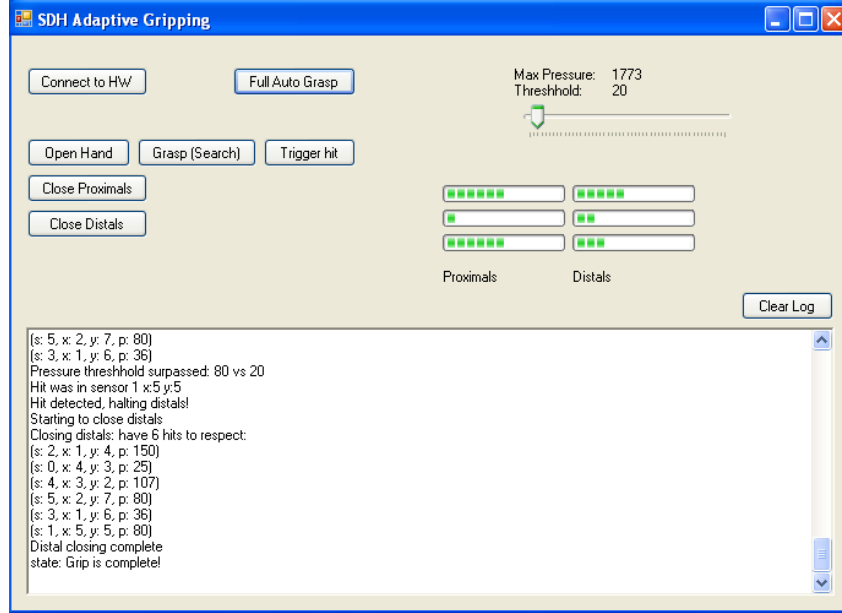 SDH Adaptive Gripping
Connect to HW
Full Auto Grasp
Max Pressure: 1773
Threshhold: 20
Open Hand
Grasp (Search)
Trigger hit
Close Proximals
Close Distals
Proximals
Distals
Clear Log
(s: 5, x: 2, y: 7, p: 80)
(s: 3, x: 1, y: 6, p: 36)
Pressure threshhold surpassed: 80 vs 20
Hit was in sensor 1 x:5 y:5
Hit detected, halting distals!
Starting to close distals
Closing distals: have 6 hits to respect:
(s: 2, x: 1, y: 4, p: 150)
(s: 0, x: 4, y: 3, p: 25)
(s: 4, x: 3, y: 2, p: 107)
(s: 5, x: 2, y: 7, p: 80)
(s: 3, x: 1, y: 6, p: 36)
(s: 1, x: 5, y: 5, p: 80)
Distal closing complete
state: Grip is complete!